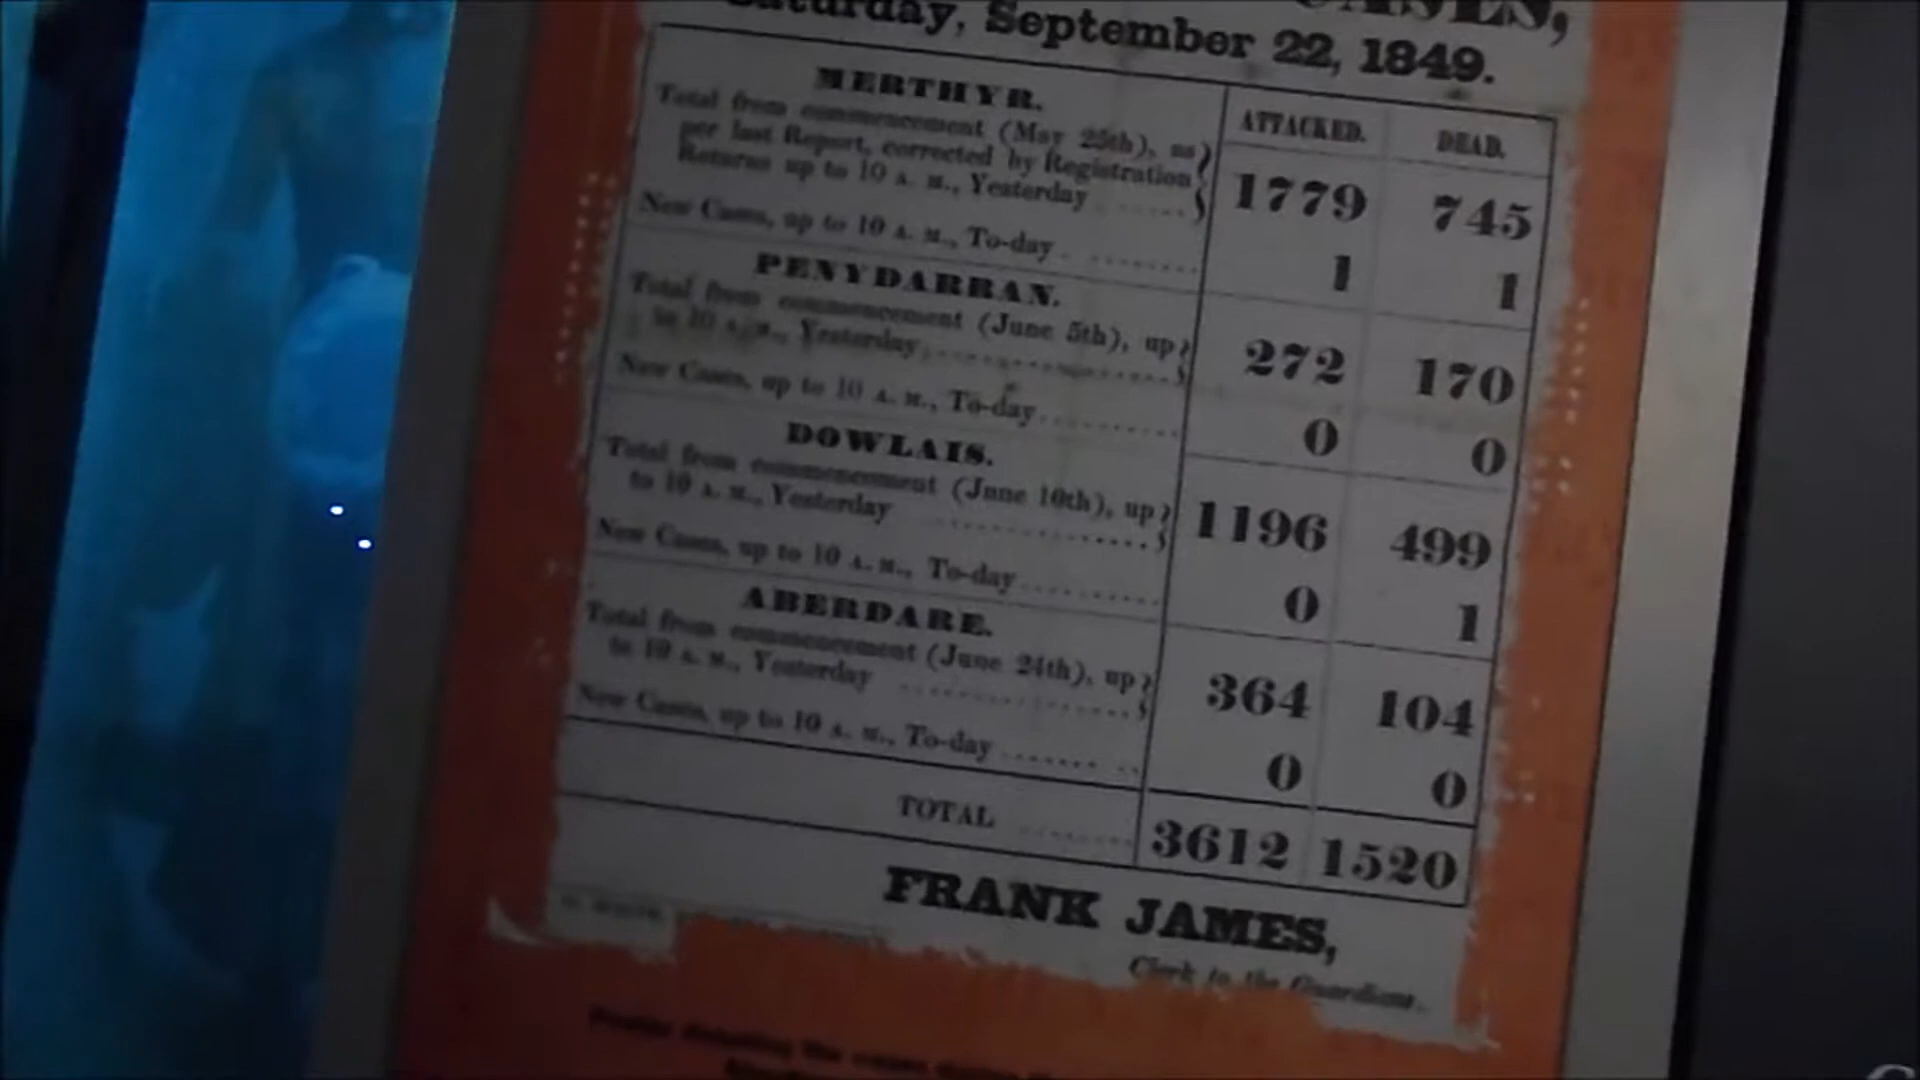 Saturday, September 22, 1849.
ATTACKED. DEAD.
MERTHYR.
Total from commencement (May 25th), as
per last Report, corrected by Registration
Returns up to 10 A. M., Yesterday ...... 1779 745
New Cases, up to 10 A. M., To-day ......... 1 1
PENYDARRAN.
Total from commencement (June 5th), up
to 10 A. M., Yesterday ...................... 272 170
New Cases, up to 10 A. M., To-day ........... 0 0
DOWLAIS.
Total from commencement (June 10th), up
to 10 A. M., Yesterday ................. 1196 499
New Cases, up to 10 A. M., To-day ........... 0 1
ABERDARE.
Total from commencement (June 24th), up
to 10 A. M., Yesterday ................. 364 104
New Cases, up to 10 A. M., To-day ......... 0 0
TOTAL ......... 3612 1520
FRANK JAMES,
Clerk to the Guardians.